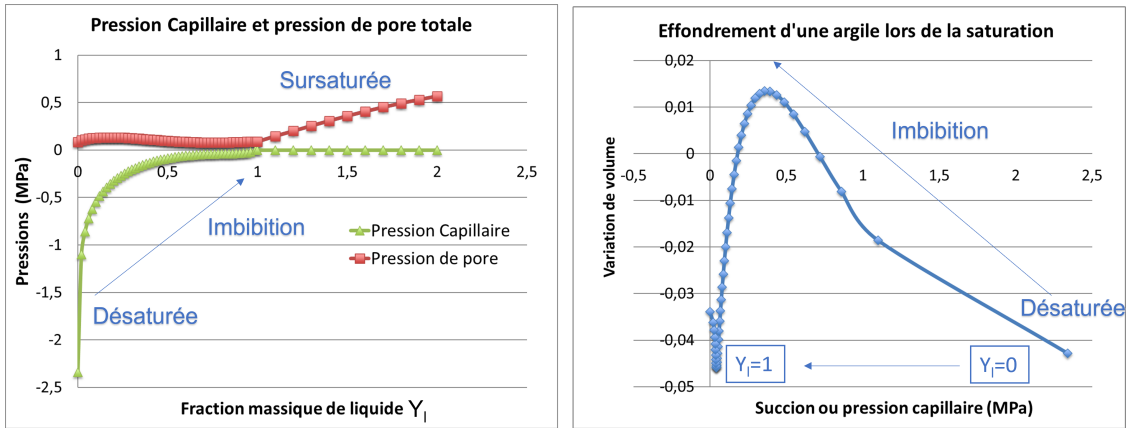 Pression Capillaire et pression de pore totale
1
0,5
0
-0,5
-1
-1,5
-2
-2,5
0
0,5
1
1,5
2
2,5
Sursaturée
Imbibition
Désaturée
Pression Capillaire
Pression de pore
Pressions (MPa)
Fraction massique de liquide Yl
Effondrement d'une argile lors de la saturation
0,02
0,01
0
-0,01
-0,02
-0,03
-0,04
-0,05
-0,5
0
0,5
1
1,5
2
2,5
Imbibition
Désaturée
Yl=1
Yl=0
Variation de volume
Succion ou pression capillaire (MPa)